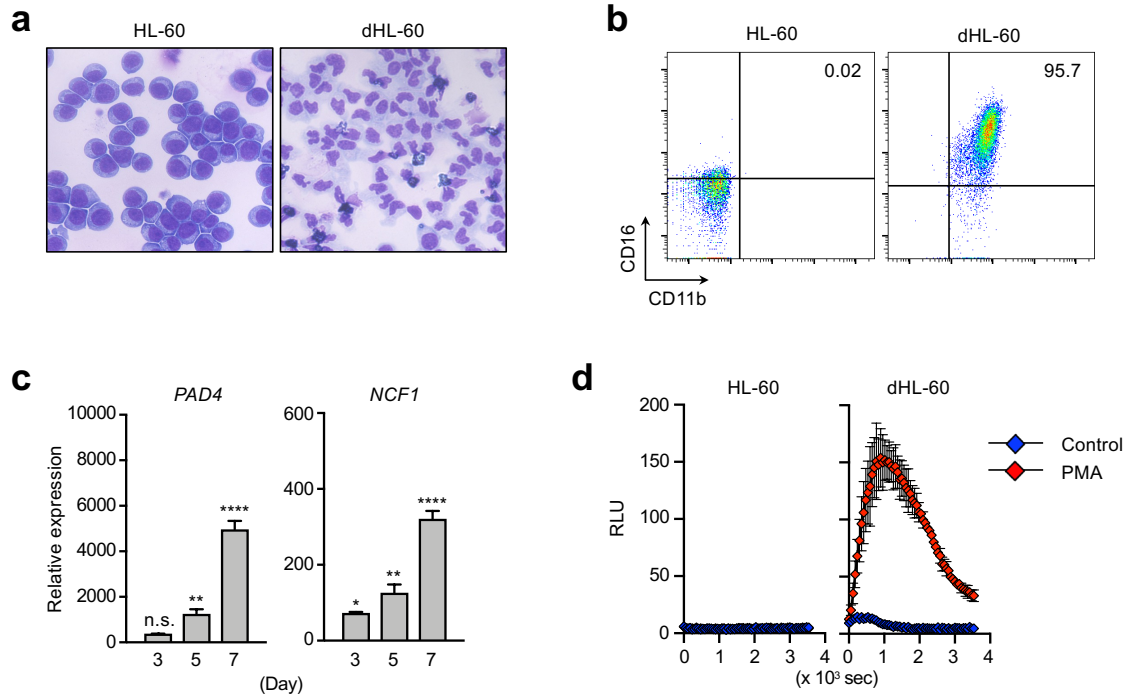 a
HL-60
dHL-60
b
HL-60
dHL-60
0.02
95.7
CD16
CD11b
c
PAD4
NCF1
Relative expression
10000
8000
6000
4000
2000
0
n.s.
**
****
3
5
7
600
400
200
0
*
**
****
3
5
7
(Day)
d
HL-60
dHL-60
RLU
200
150
100
50
0
0
1
2
3
4
0
1
2
3
4
(x 10³ sec)
Control
PMA